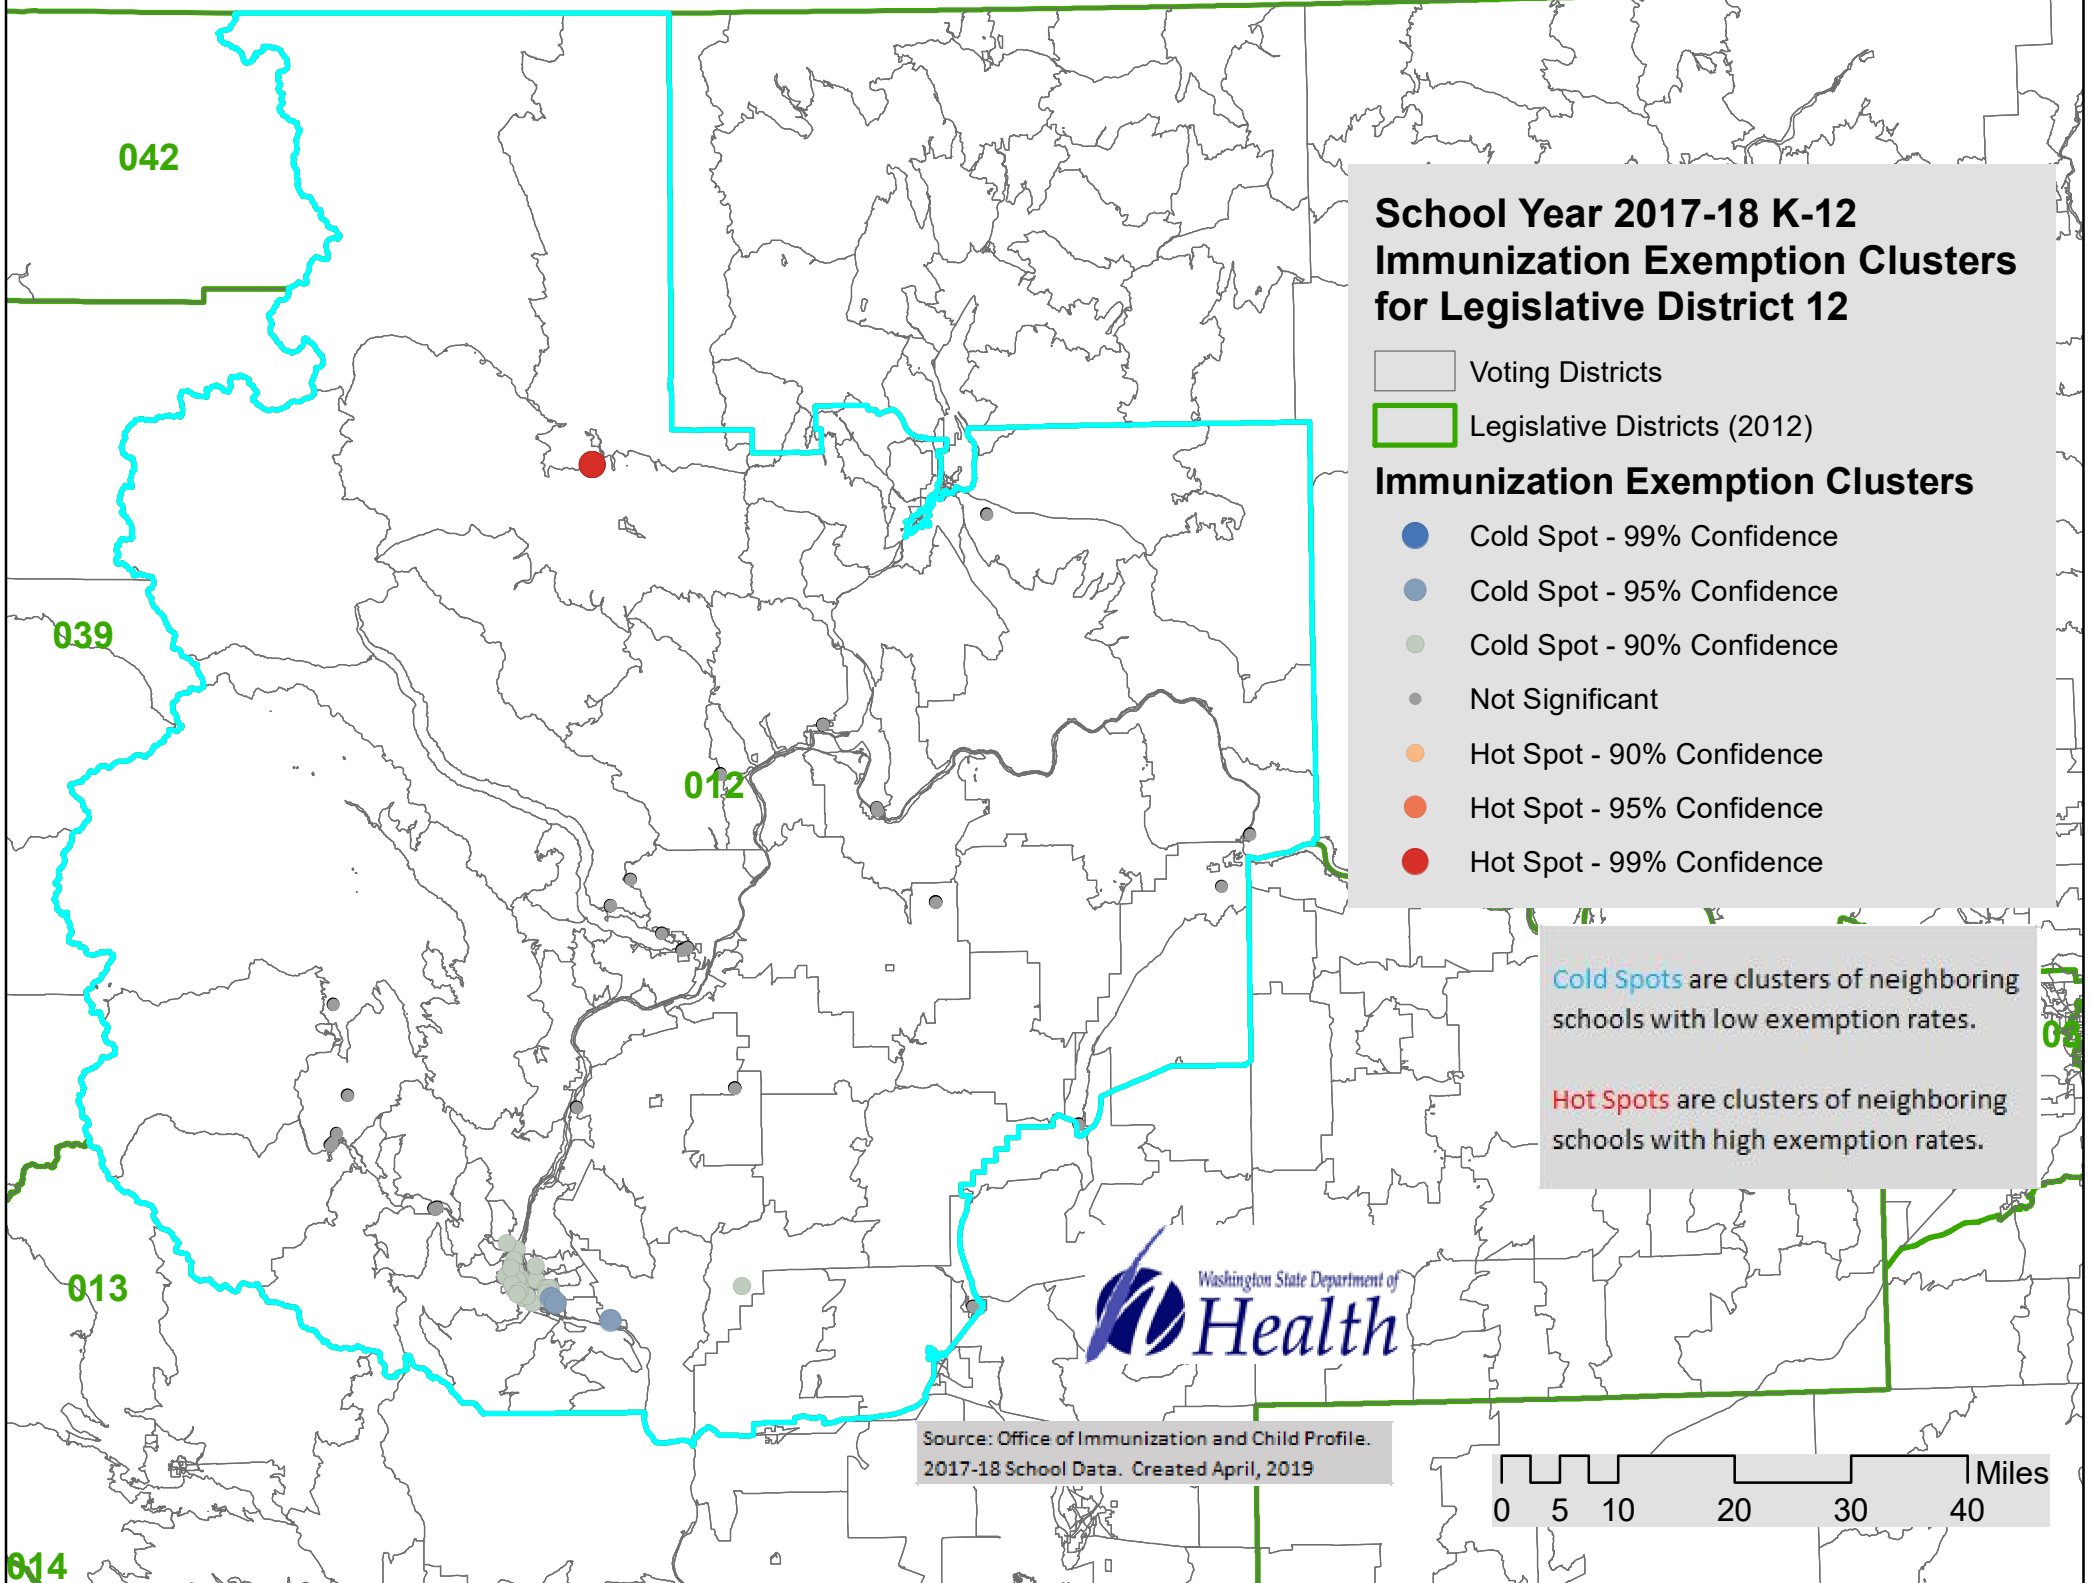 042
School Year 2017-18 K-12
Immunization Exemption Clusters
for Legislative District 12
Voting Districts
Legislative Districts (2012)
Immunization Exemption Clusters
Cold Spot - 99% Confidence
Cold Spot - 95% Confidence
Cold Spot - 90% Confidence
Not Significant
Hot Spot - 90% Confidence
Hot Spot - 95% Confidence
Hot Spot - 99% Confidence
039
012
Cold Spots are clusters of neighboring
schools with low exemption rates.
Hot Spots are clusters of neighboring
schools with high exemption rates.
013
Washington State Department of
Health
Source: Office of Immunization and Child Profile.
2017-18 School Data. Created April, 2019
Miles
0 5 10 20 30 40
014